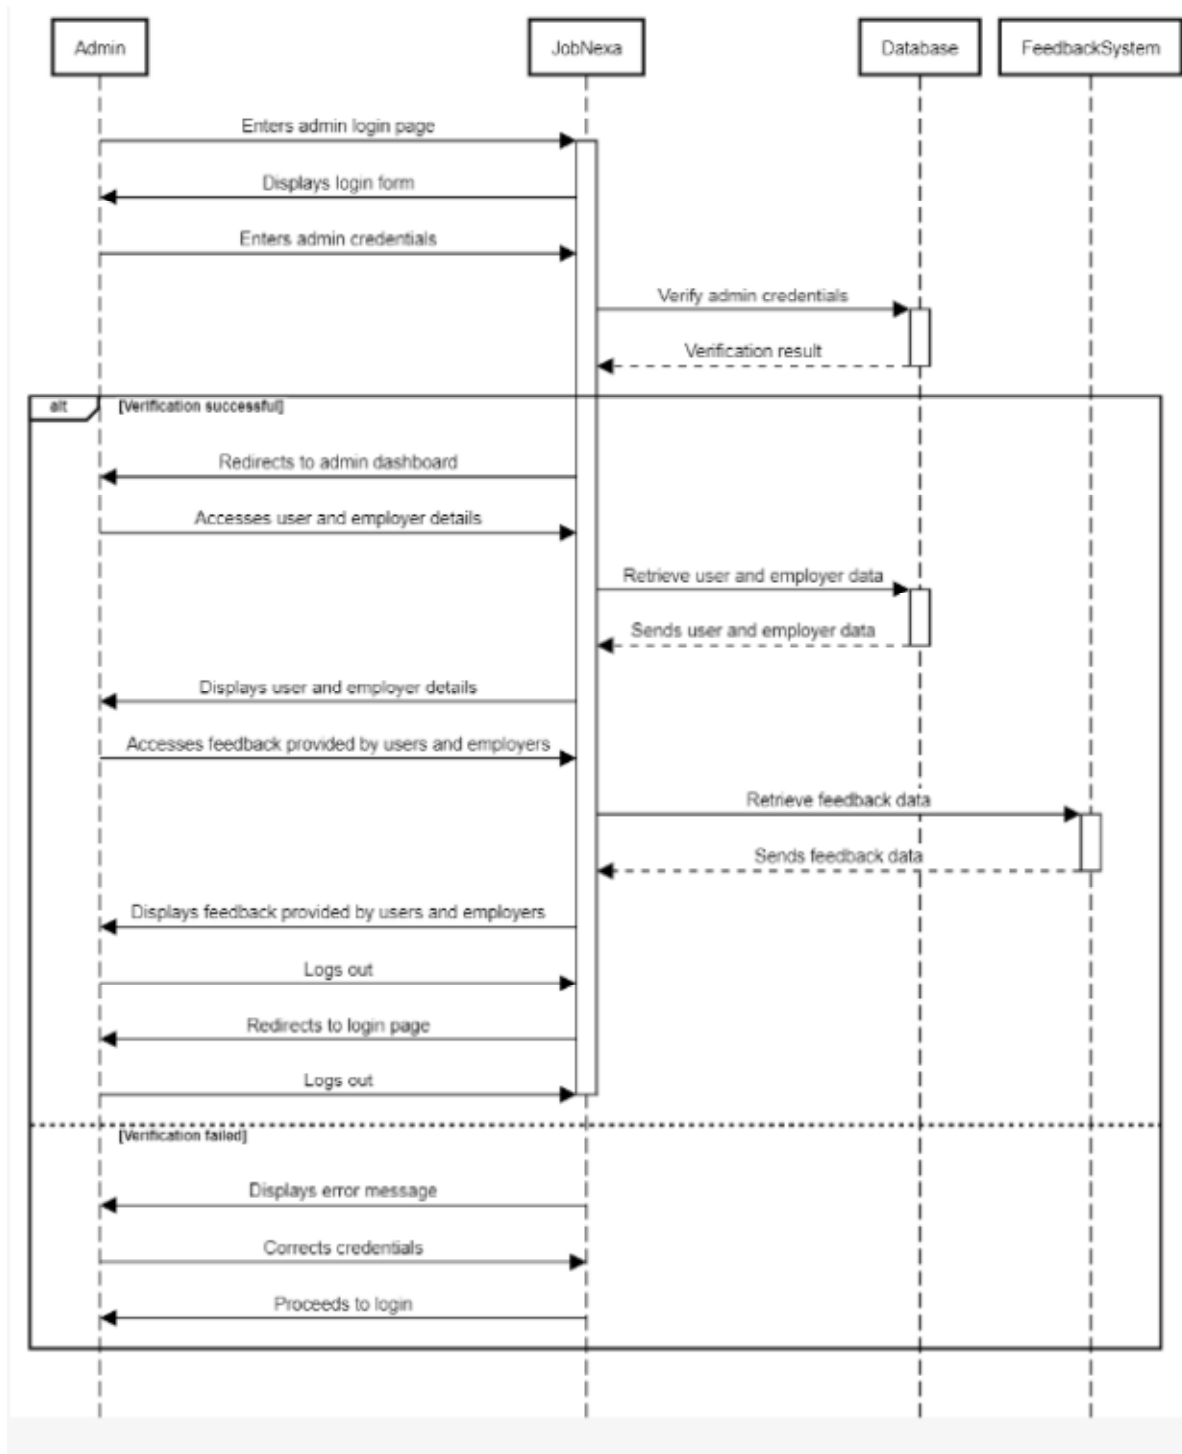 Admin
JobNexa
Database
FeedbackSystem
Enters admin login page
Displays login form
Enters admin credentials
Verify admin credentials
Verification result
alt
[Verification successful]
Redirects to admin dashboard
Accesses user and employer details
Retrieve user and employer data
Sends user and employer data
Displays user and employer details
Accesses feedback provided by users and employers
Retrieve feedback data
Sends feedback data
Displays feedback provided by users and employers
Logs out
Redirects to login page
Logs out
[Verification failed]
Displays error message
Corrects credentials
Proceeds to login